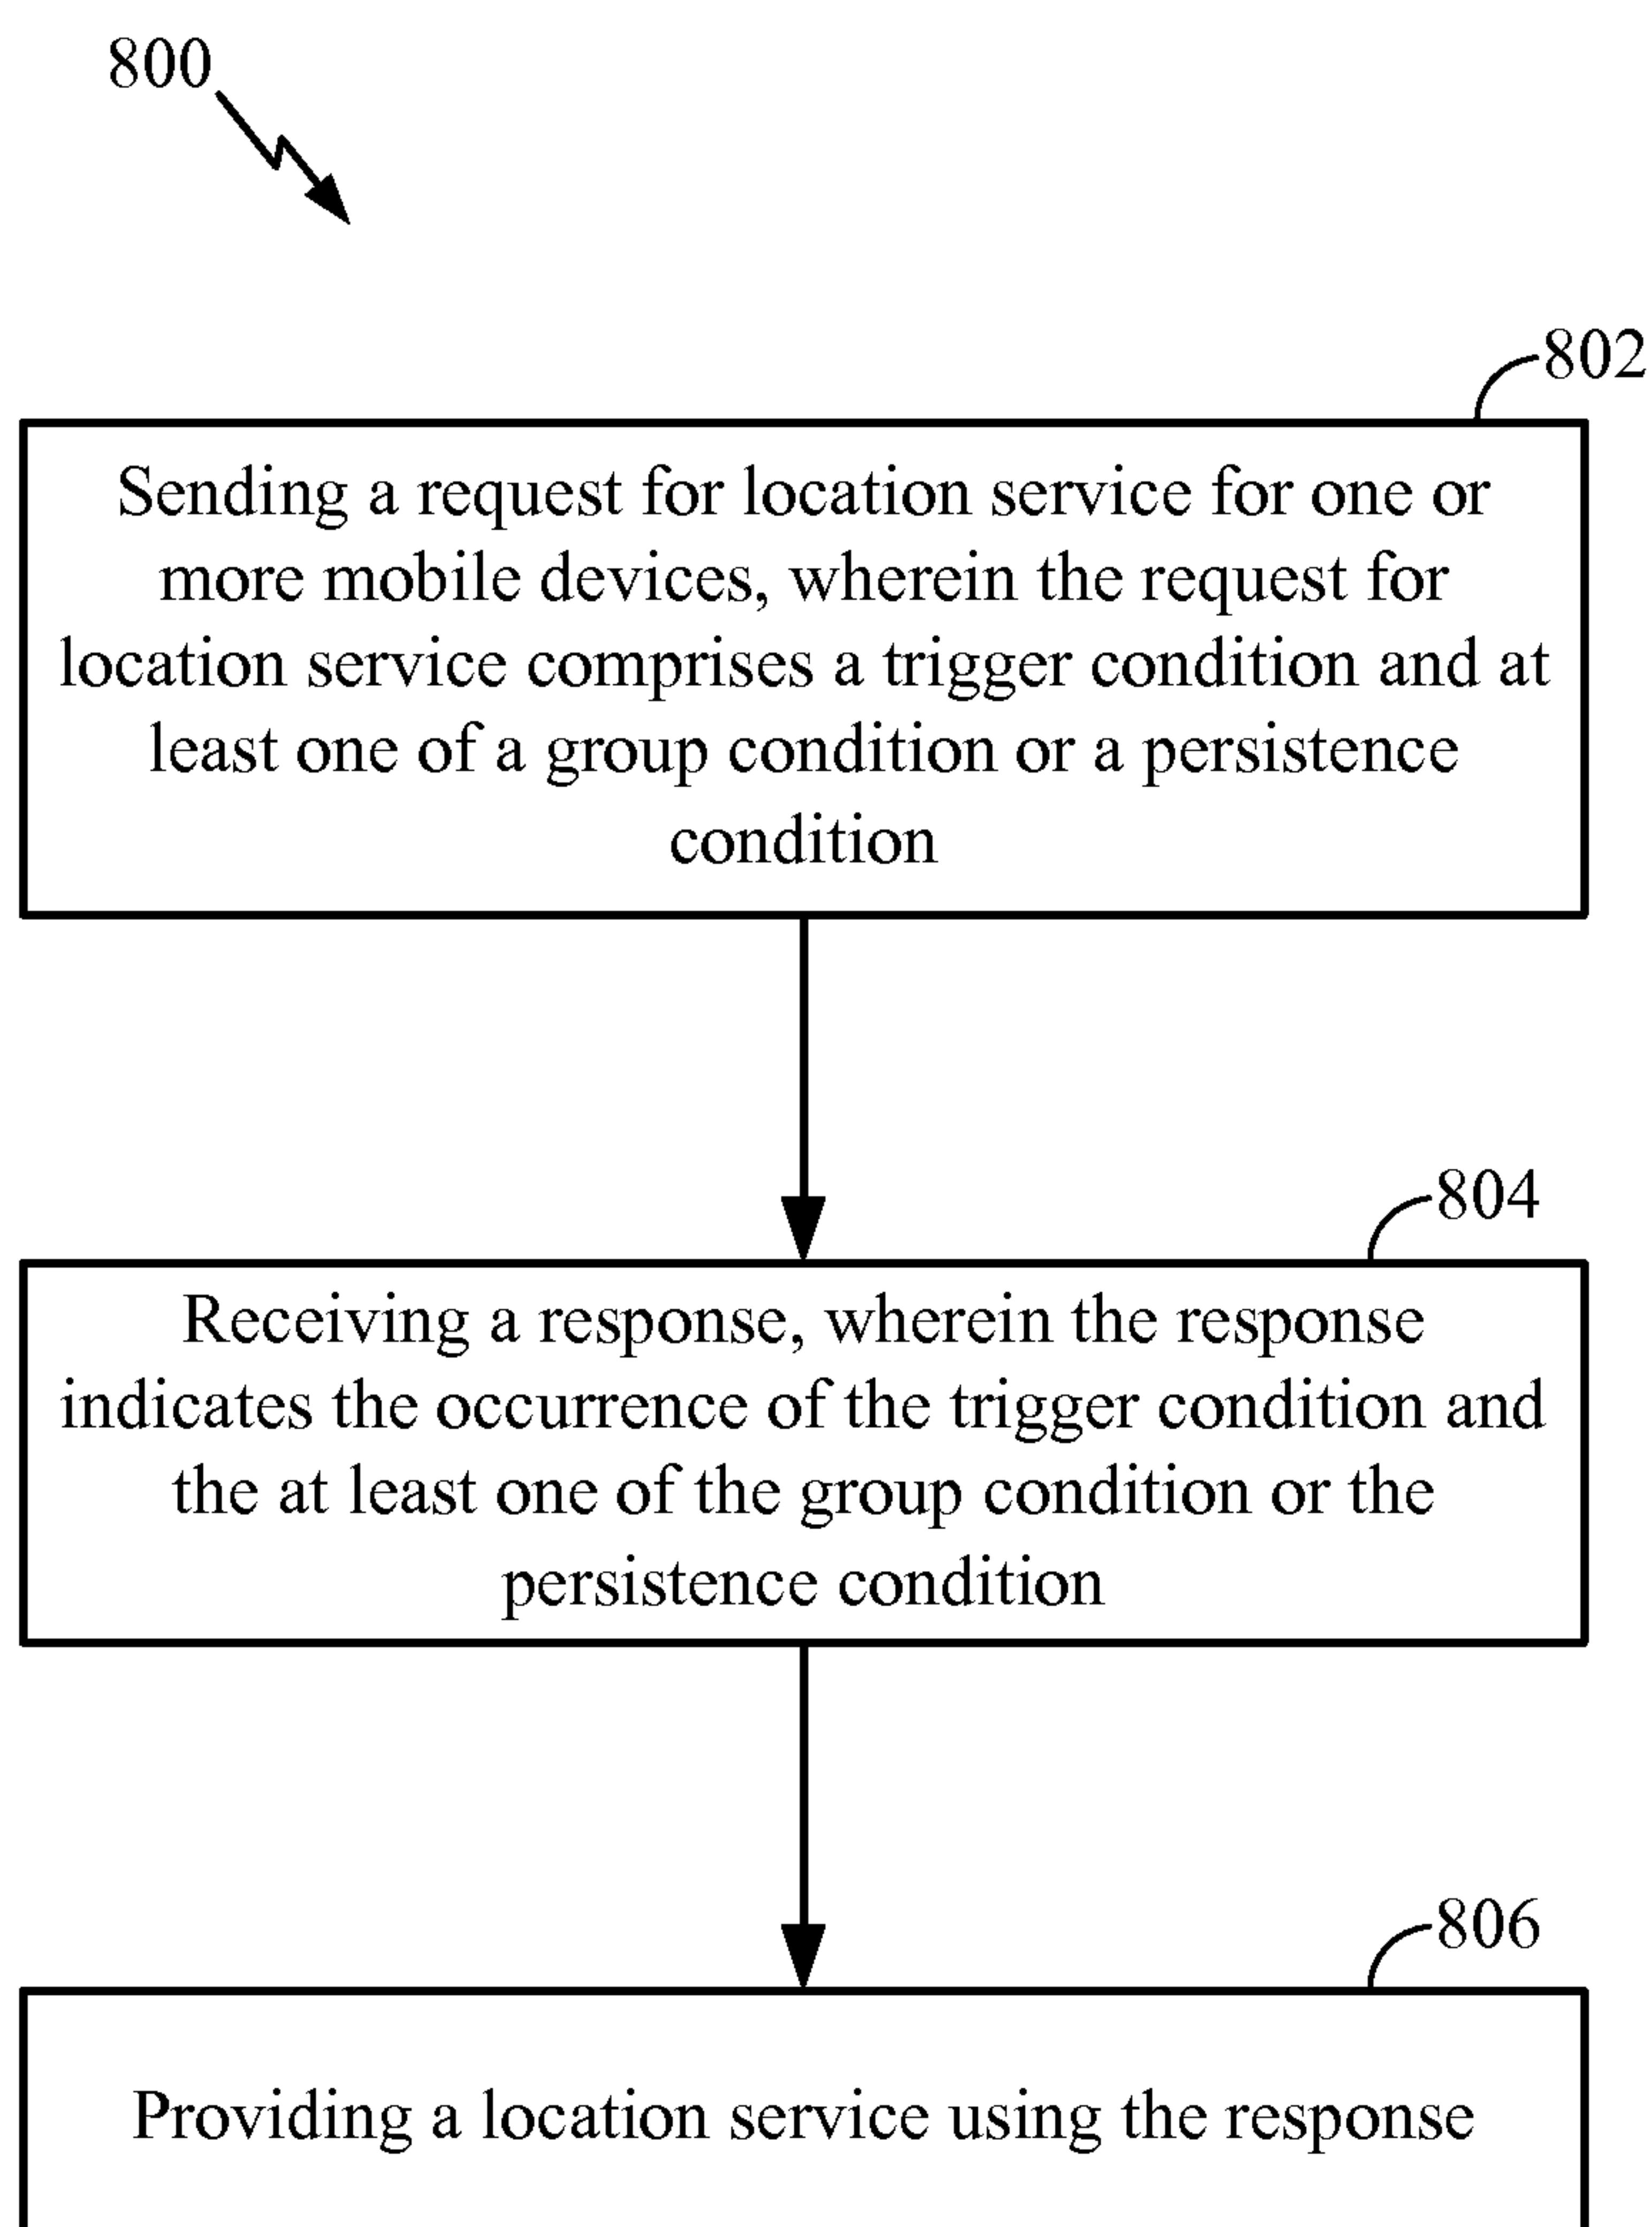 800
802
Sending a request for location service for one or
more mobile devices, wherein the request for
location service comprises a trigger condition and at
least one of a group condition or a persistence
condition
804
Receiving a response, wherein the response
indicates the occurrence of the trigger condition and
the at least one of the group condition or the
persistence condition
806
Providing a location service using the response